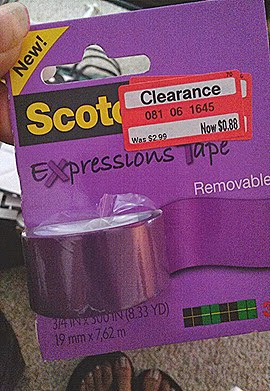 New!
Scotc
Clearance
081 06 1645
Was $2.99
Now $0.88
Expressions Tape
Removable
3/4 IN X 300 IN (8.33 YD)
19 mm x 7,62 m